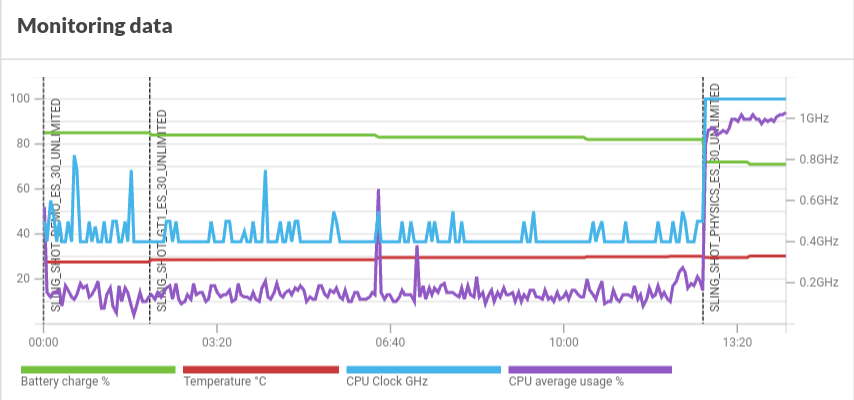 Monitoring data
100
80
60
40
20
1GHz
0.8GHz
0.6GHz
0.4GHz
0.2GHz
SLING_SHOT_DEMO_ES_30_UNLIMITED
SLING_SHOT_GT1_ES_30_UNLIMITED
SLING_SHOT_PHYSICS_ES_30_UNLIMITED
00:00
03:20
06:40
10:00
13:20
Battery charge %
Temperature °C
CPU Clock GHz
CPU average usage %